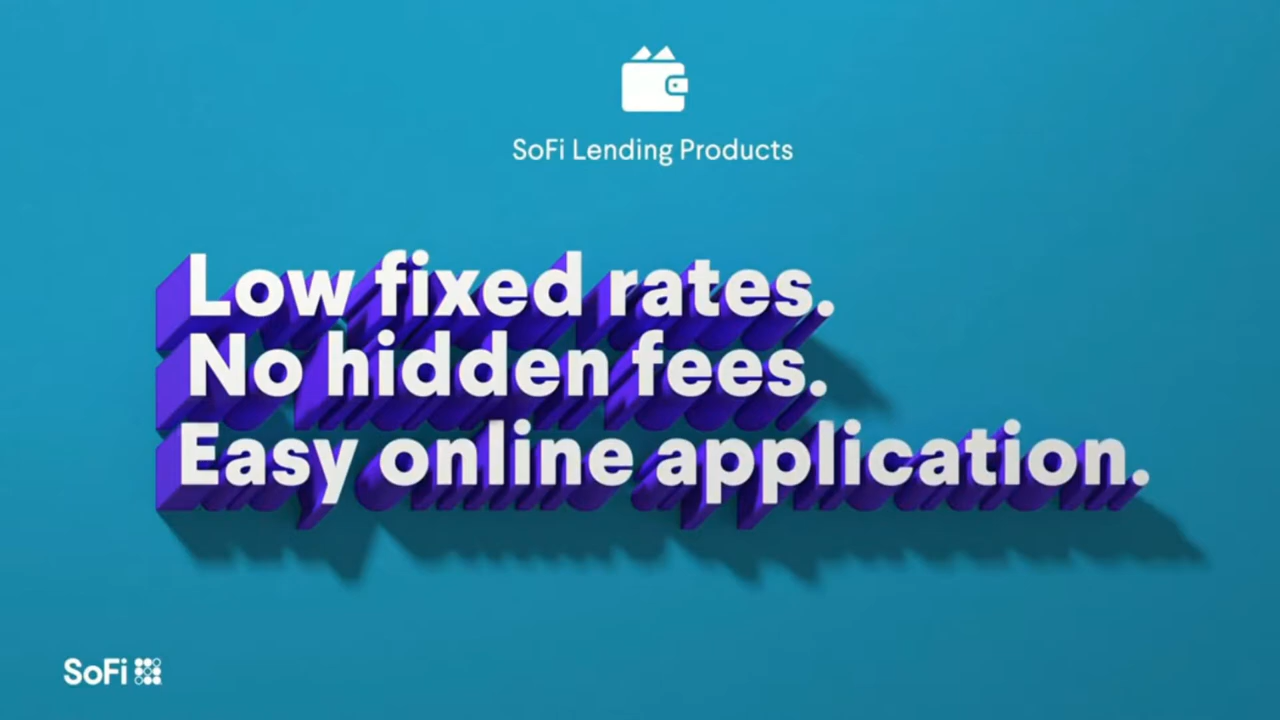 SoFi Lending Products
Low fixed rates.
No hidden fees.
Easy online application.
SoFi